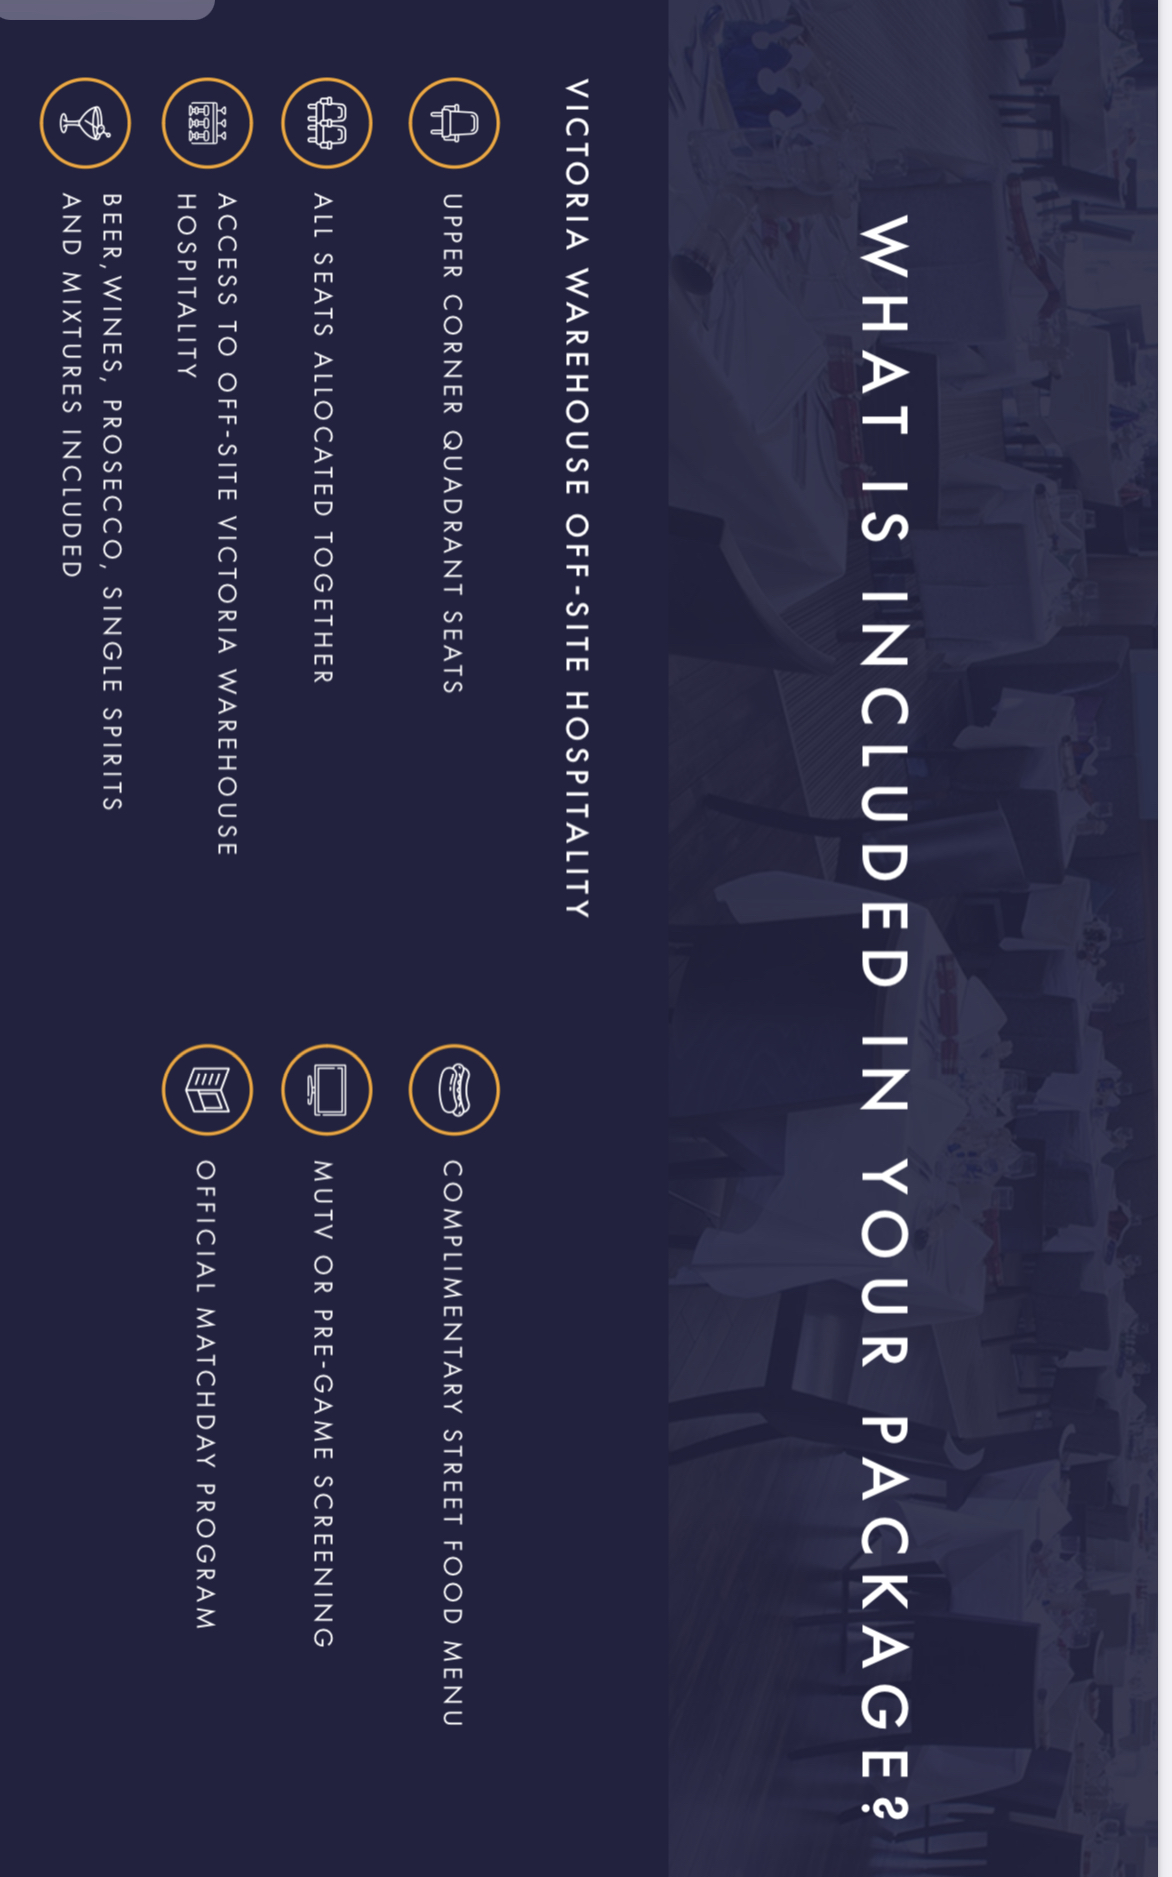 WHAT IS INCLUDED IN YOUR PACKAGE?
VICTORIA WAREHOUSE OFF-SITE HOSPITALITY
UPPER CORNER QUADRANT SEATS
ALL SEATS ALLOCATED TOGETHER
ACCESS TO OFF-SITE VICTORIA WAREHOUSE
HOSPITALITY
BEER,WINES, PROSECCO, SINGLE SPIRITS
AND MIXTURES INCLUDED
COMPLIMENTARY STREET FOOD MENU
MUTV OR PRE-GAME SCREENING
OFFICIAL MATCHDAY PROGRAM